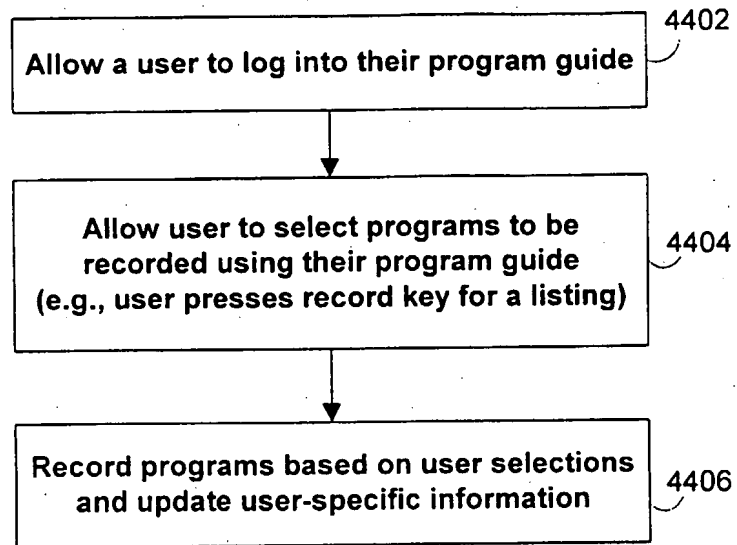 4402
Allow a user to log into their program guide
Allow user to select programs to be
recorded using their program guide
(e.g., user presses record key for a listing)
4404
Record programs based on user selections
and update user-specific information
4406